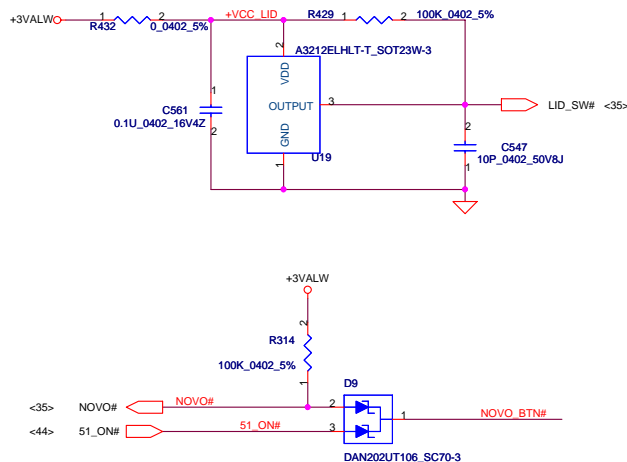 +VCC_LID R429 1 2 100K_0402_5%
+3VALW 1 2
R432 0_0402_5%
2 A3212ELHLT-T_SOT23W-3
VDD
1
C561 OUTPUT 3 LID_SW# <35>
0.1U_0402_16V4Z
2 GND 2
U19 C547
10P_0402_50V8J
1 1
+3VALW
2
R314
100K_0402_5%
1 D9
<35> NOVO# NOVO# 2
1 NOVO_BTN#
<44> 51_ON# 51_ON# 3
DAN202UT106_SC70-3